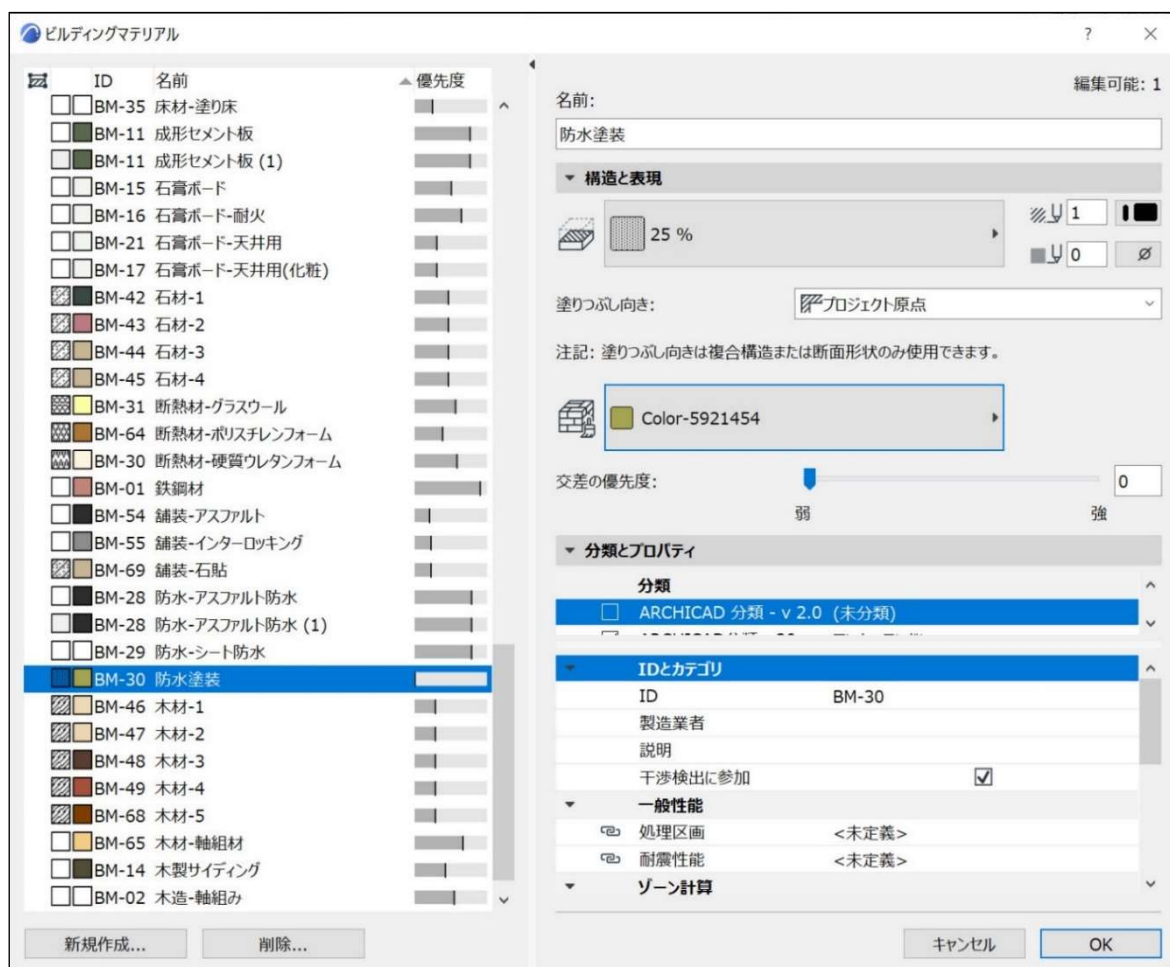 ビルディングマテリアル
?
ID 名前 優先度
BM-35 床材-塗り床
BM-11 成形セメント板
BM-11 成形セメント板 (1)
BM-15 石膏ボード
BM-16 石膏ボード-耐火
BM-21 石膏ボード-天井用
BM-17 石膏ボード-天井用(化粧)
BM-42 石材-1
BM-43 石材-2
BM-44 石材-3
BM-45 石材-4
BM-31 断熱材-グラスウール
BM-64 断熱材-ポリスチレンフォーム
BM-30 断熱材-硬質ウレタンフォーム
BM-01 鉄鋼材
BM-54 舗装-アスファルト
BM-55 舗装-インターロッキング
BM-69 舗装-石貼
BM-28 防水-アスファルト防水
BM-28 防水-アスファルト防水 (1)
BM-29 防水-シート防水
BM-30 防水塗装
BM-46 木材-1
BM-47 木材-2
BM-48 木材-3
BM-49 木材-4
BM-68 木材-5
BM-65 木材-軸組材
BM-14 木製サイディング
BM-02 木造-軸組み
新規作成... 削除...
編集可能: 1
名前:
防水塗装
構造と表現
25 % 1
0
塗りつぶし向き: プロジェクト原点
注記: 塗りつぶし向きは複合構造または断面形状のみ使用できます。
Color-5921454
交差の優先度: 0
弱 強
分類とプロパティ
分類
ARCHICAD 分類 - v 2.0 (未分類)
IDとカテゴリ
ID BM-30
製造業者
説明
干渉検出に参加
一般性能
処理区画 <未定義>
耐震性能 <未定義>
ゾーン計算
キャンセル OK